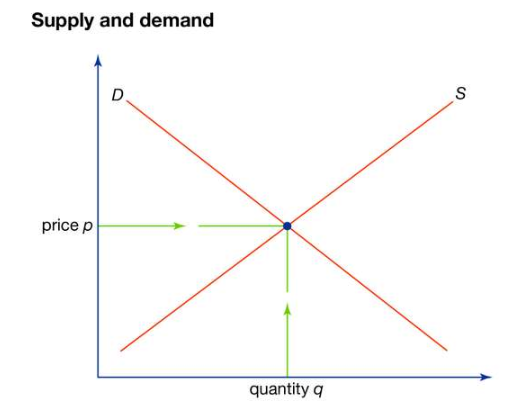 Supply and demand
D
S
price p
quantity q